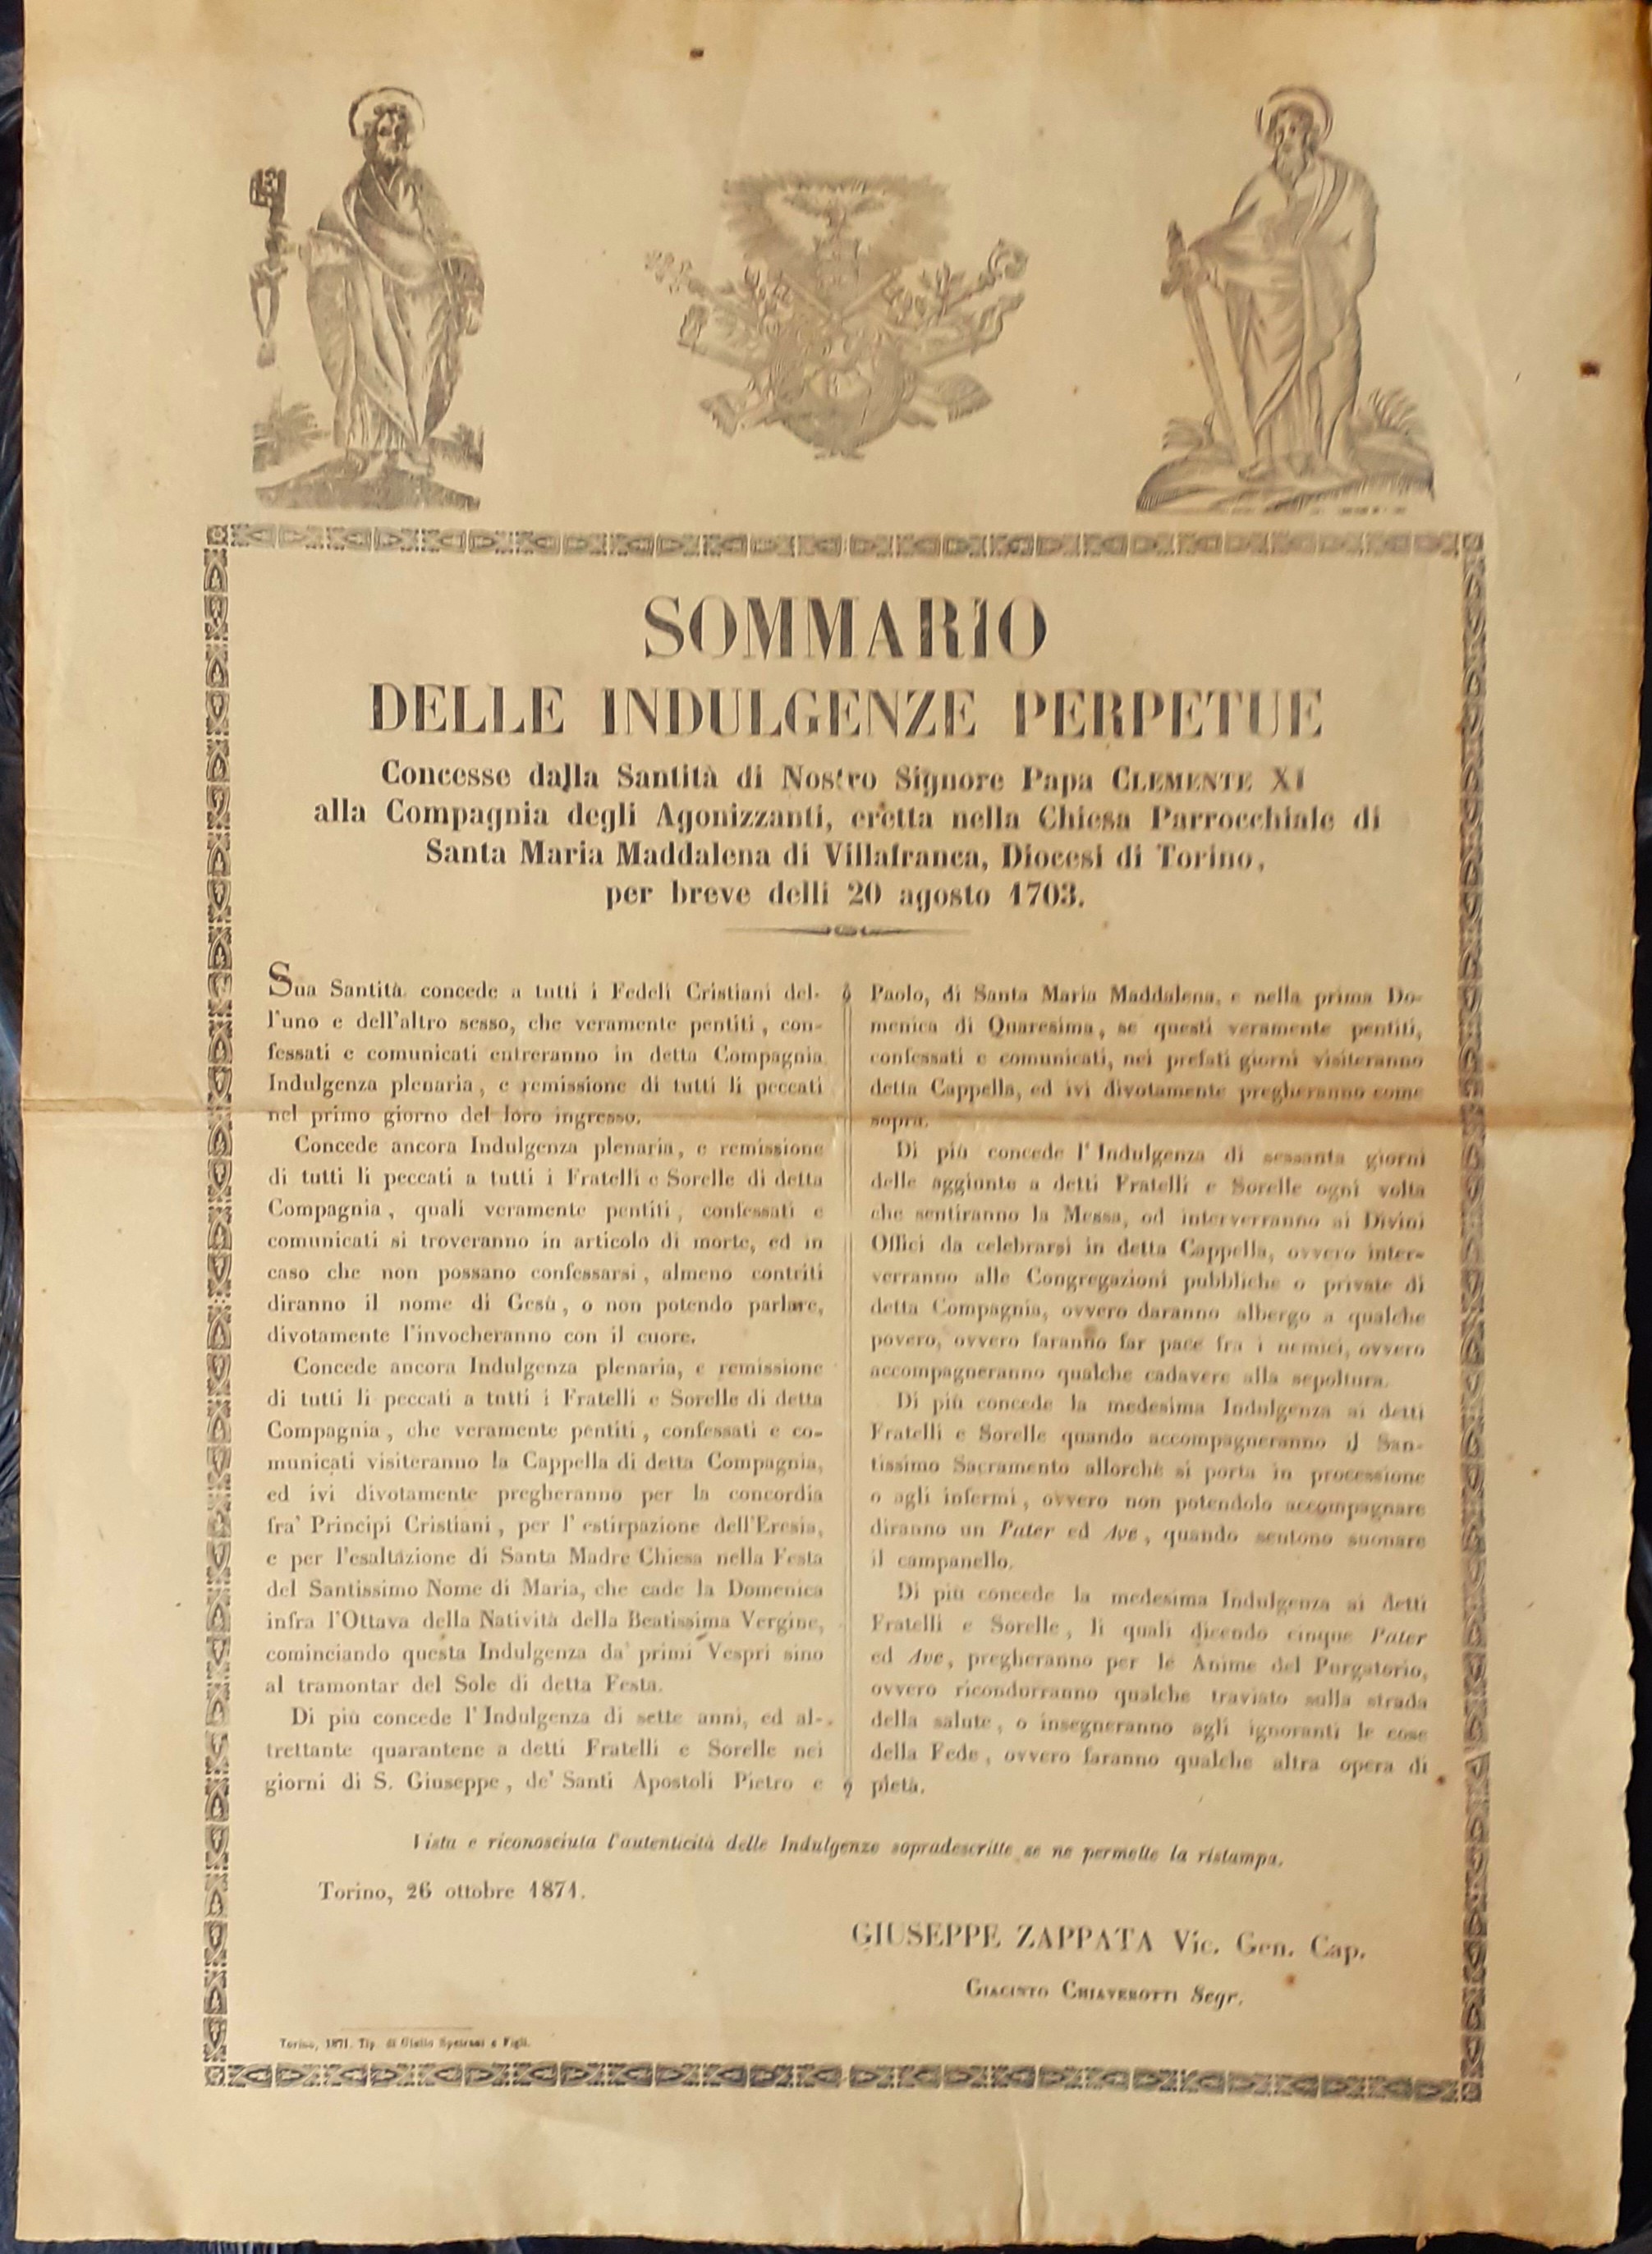 SOMMARIO
DELLE INDULGENZE PERPETUE
Concesse dalla Santità di Nostro Signore Papa CLEMENTE XI
alla Compagnia degli Agonizzanti, eretta nella Chiesa Parrocchiale di
Santa Maria Maddalena di Villafranca, Diocesi di Torino,
per breve delli 20 agosto 1703.
Sua Santità concede a tutti i Fedeli Cristiani del-
l'uno e dell'altro sesso, che veramente pentiti, con-
fessati e comunicati entreranno in detta Compagnia
Indulgenza plenaria, e remissione di tutti li peccati
nel primo giorno del loro ingresso.
Concede ancora Indulgenza plenaria, e remissione
di tutti li peccati a tutti i Fratelli e Sorelle di detta
Compagnia, quali veramente pentiti, confessati e
comunicati si troveranno in articolo di morte, ed in
caso che non possano confessarsi, almeno contriti
diranno il nome di Gesù, o non potendo parlare,
divotamente l'invocheranno con il cuore.
Concede ancora Indulgenza plenaria, e remissione
di tutti li peccati a tutti i Fratelli e Sorelle di detta
Compagnia, che veramente pentiti, confessati e co-
municati visiteranno la Cappella di detta Compagnia,
ed ivi divotamente pregheranno per la concordia
fra' Principi Cristiani, per l'estirpazione dell'Eresia,
e per l'esaltazione di Santa Madre Chiesa nella Festa
del Santissimo Nome di Maria, che cade la Domenica
infra l'Ottava della Natività della Beatissima Vergine,
cominciando questa Indulgenza da' primi Vespri sino
al tramontar del Sole di detta Festa.
Di più concede l'Indulgenza di sette anni, ed al-
trettante quarantene a detti Fratelli e Sorelle nei
giorni di S. Giuseppe, de' Santi Apostoli Pietro e
Paolo, di Santa Maria Maddalena, e nella prima Do-
menica di Quaresima, se questi veramente pentiti,
confessati e comunicati, nei prefati giorni visiteranno
detta Cappella, ed ivi divotamente pregheranno come
sopra.
Di più concede l'Indulgenza di sessanta giorni
delle aggiunte a detti Fratelli e Sorelle ogni volta
che sentiranno la Messa, od interverranno ai Divini
Offici da celebrarsi in detta Cappella, ovvero inter-
verranno alle Congregazioni pubbliche o private di
detta Compagnia, ovvero daranno albergo a qualche
povero, ovvero faranno far pace fra i nemici, ovvero
accompagneranno qualche cadavere alla sepoltura.
Di più concede la medesima Indulgenza ai detti
Fratelli e Sorelle quando accompagneranno il San-
tissimo Sacramento allorchè si porta in processione
o agli infermi, ovvero non potendolo accompagnare
diranno un Pater ed Ave, quando sentono suonare
il campanello.
Di più concede la medesima Indulgenza ai detti
Fratelli e Sorelle, li quali dicendo cinque Pater
ed Ave, pregheranno per le Anime del Purgatorio,
ovvero ricondurranno qualche traviato sulla strada
della salute, o insegneranno agli ignoranti le cose
della Fede, ovvero faranno qualche altra opera di
pietà.
Vista e riconosciuta l'autenticità delle Indulgenze sopradescritte se ne permette la ristampa.
Torino, 26 ottobre 1871.
GIUSEPPE ZAPPATA Vic. Gen. Cap.
GIACINTO CHIAVEROTTI Segr.
Torino, 1871. Tip. di Giulio Speirani e Figli.